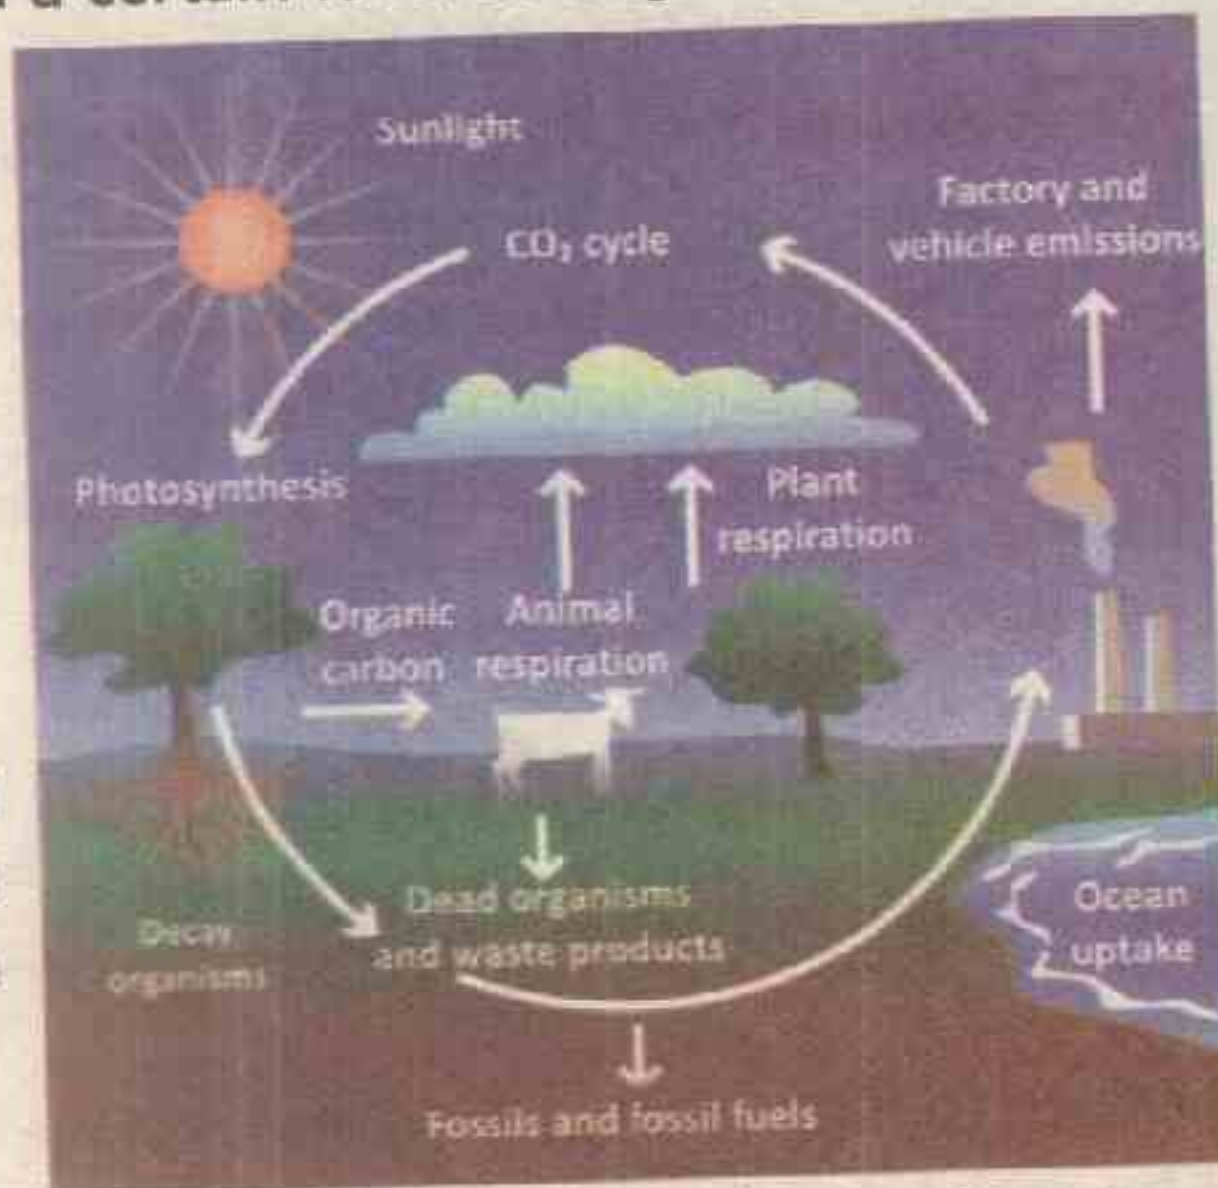 a certain
Sunlight
Factory and
vehicle emissions
CO₂ cycle
Photosynthesis
Plant
respiration
Organic
carbon
Animal
respiration
Dead organisms
and waste products
Decay
organisms
Ocean
uptake
Fossils and fossil fuels